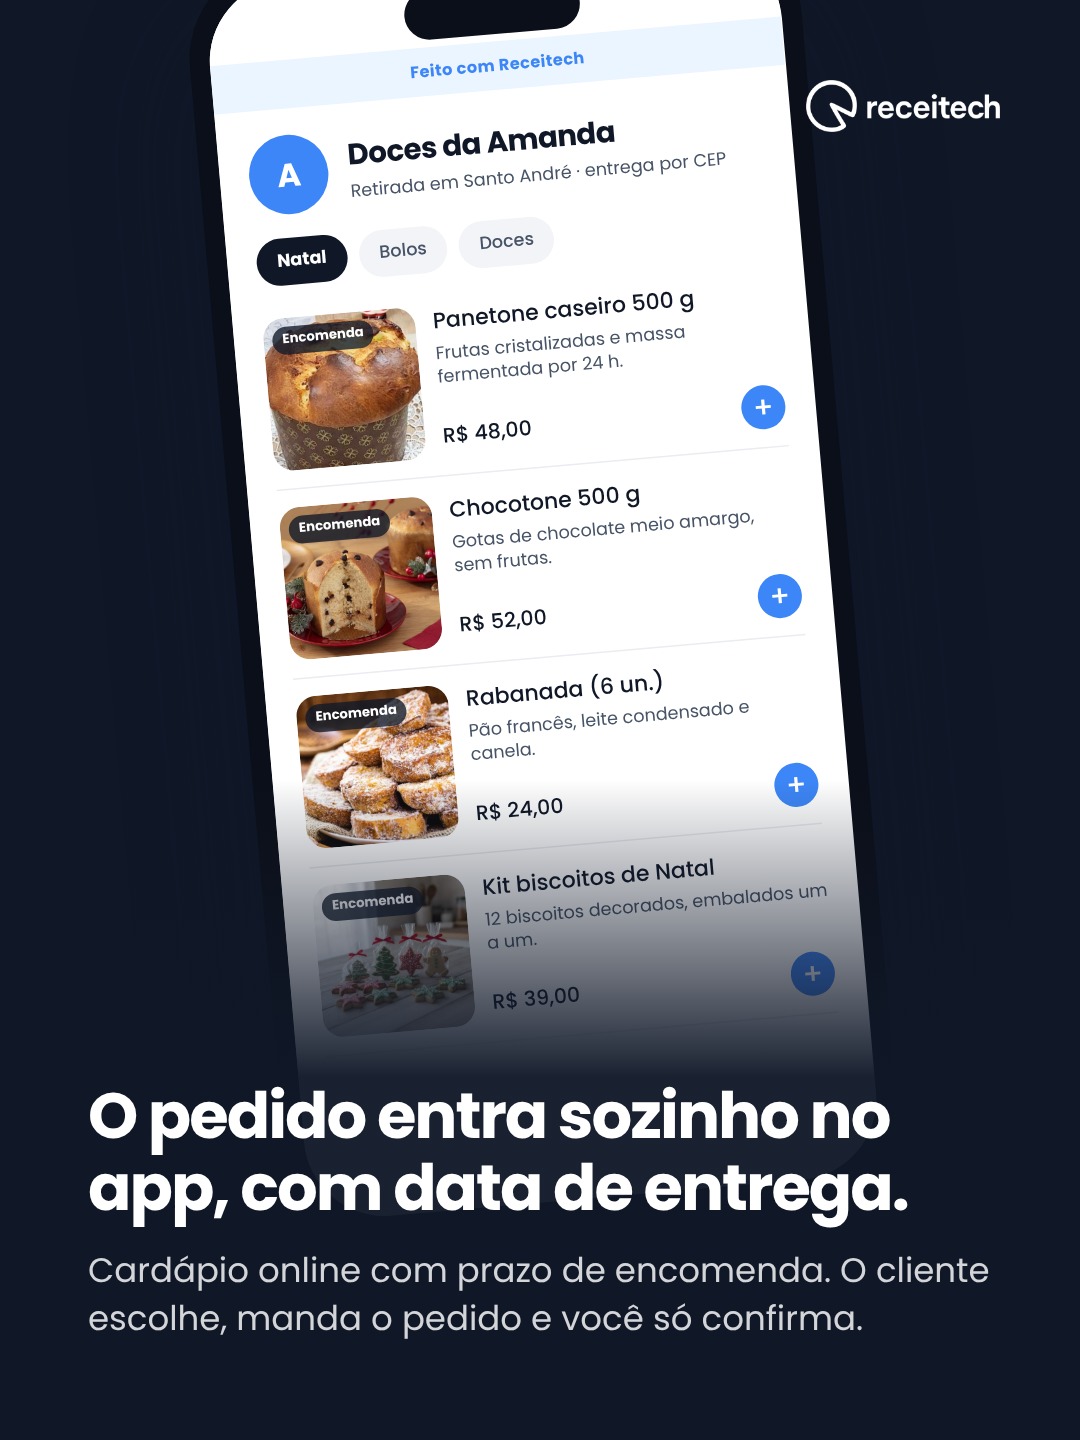 Feito com Receitech
receitech
A
Doces da Amanda
Retirada em Santo André · entrega por CEP
Natal
Bolos
Doces
Encomenda
Panetone caseiro 500 g
Frutas cristalizadas e massa
fermentada por 24 h.
R$ 48,00
+
Encomenda
Chocotone 500 g
Gotas de chocolate meio amargo,
sem frutas.
R$ 52,00
+
Encomenda
Rabanada (6 un.)
Pão francês, leite condensado e
canela.
R$ 24,00
+
Encomenda
Kit biscoitos de Natal
12 biscoitos decorados, embalados um
a um.
R$ 39,00
+
O pedido entra sozinho no
app, com data de entrega.
Cardápio online com prazo de encomenda. O cliente
escolhe, manda o pedido e você só confirma.